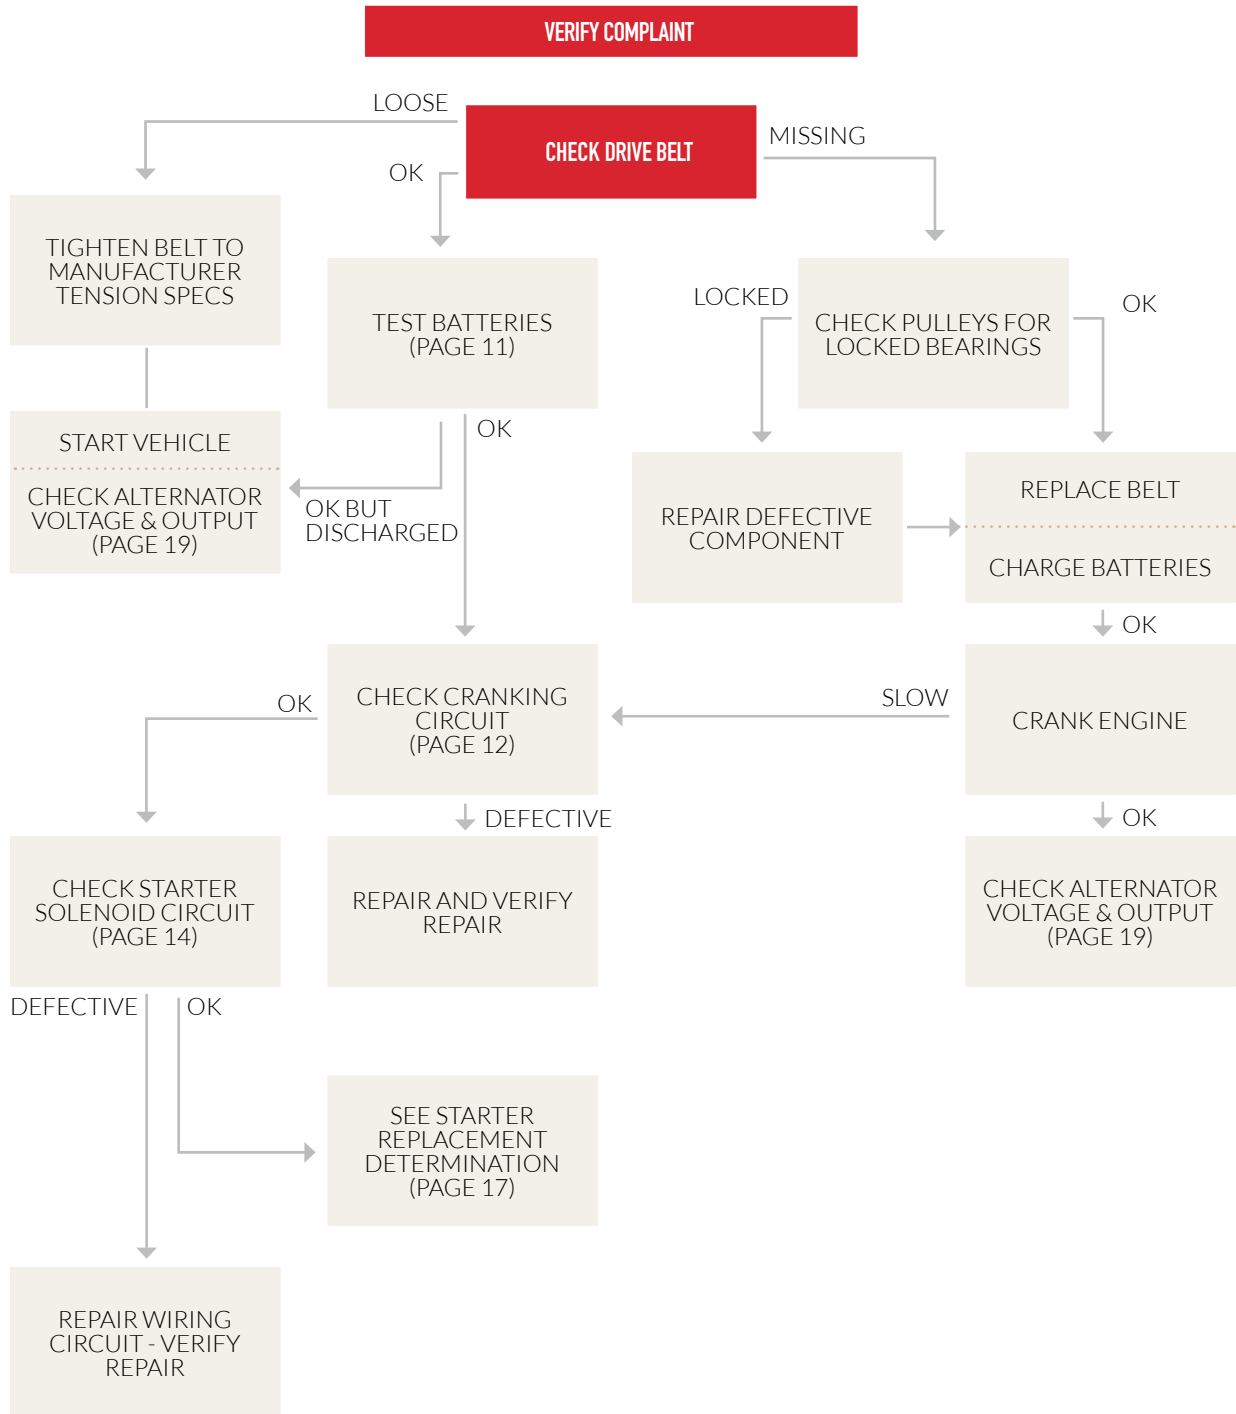 VERIFY COMPLAINT
LOOSE
CHECK DRIVE BELT
MISSING
OK
TIGHTEN BELT TO
MANUFACTURER
TENSION SPECS
TEST BATTERIES
(PAGE 11)
LOCKED
CHECK PULLEYS FOR
LOCKED BEARINGS
OK
START VEHICLE
CHECK ALTERNATOR
VOLTAGE & OUTPUT
(PAGE 19)
OK
OK BUT
DISCHARGED
REPAIR DEFECTIVE
COMPONENT
REPLACE BELT
CHARGE BATTERIES
OK
OK
CHECK CRANKING
CIRCUIT
(PAGE 12)
SLOW
CRANK ENGINE
DEFECTIVE
OK
CHECK STARTER
SOLENOID CIRCUIT
(PAGE 14)
REPAIR AND VERIFY
REPAIR
CHECK ALTERNATOR
VOLTAGE & OUTPUT
(PAGE 19)
DEFECTIVE
OK
SEE STARTER
REPLACEMENT
DETERMINATION
(PAGE 17)
REPAIR WIRING
CIRCUIT - VERIFY
REPAIR